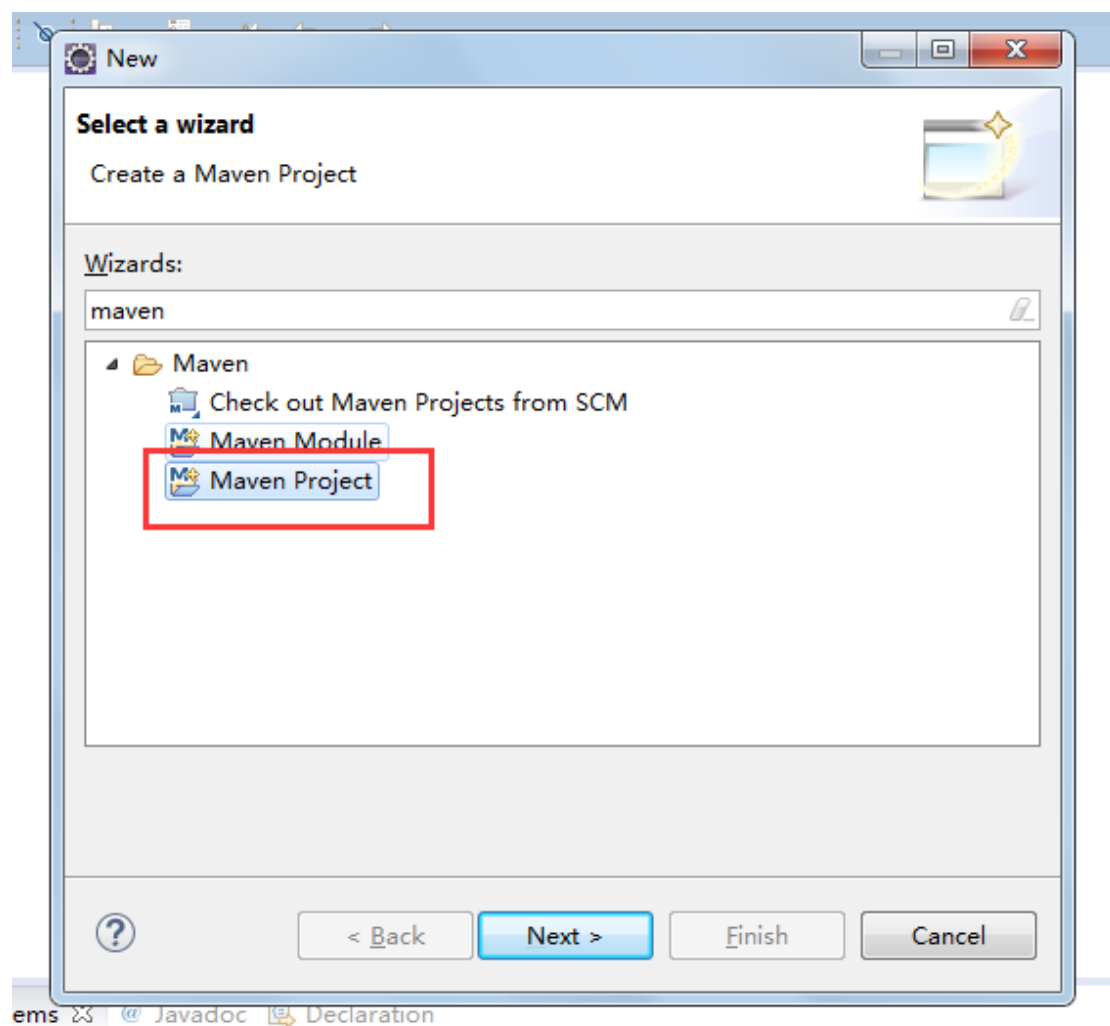 New
Select a wizard
Create a Maven Project
Wizards:
maven
Maven
Check out Maven Projects from SCM
Maven Module
Maven Project
< Back
Next >
Finish
Cancel
ems
@ Javadoc
Declaration